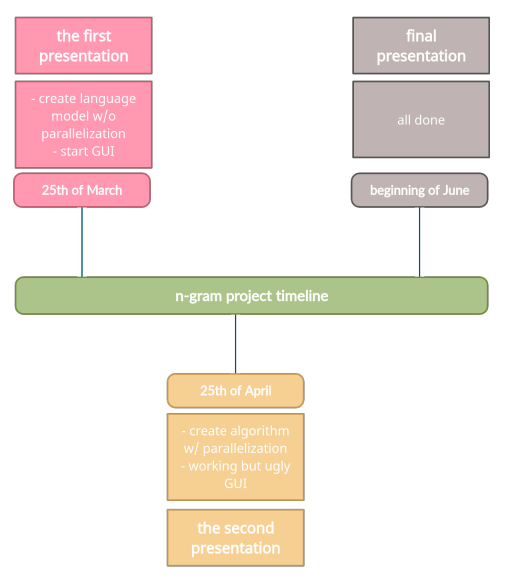 the first
presentation
- create language
model w/o
parallelization
- start GUI
25th of March
final
presentation
all done
beginning of June
n-gram project timeline
25th of April
- create algorithm
w/ parallelization
- working but ugly
GUI
the second
presentation